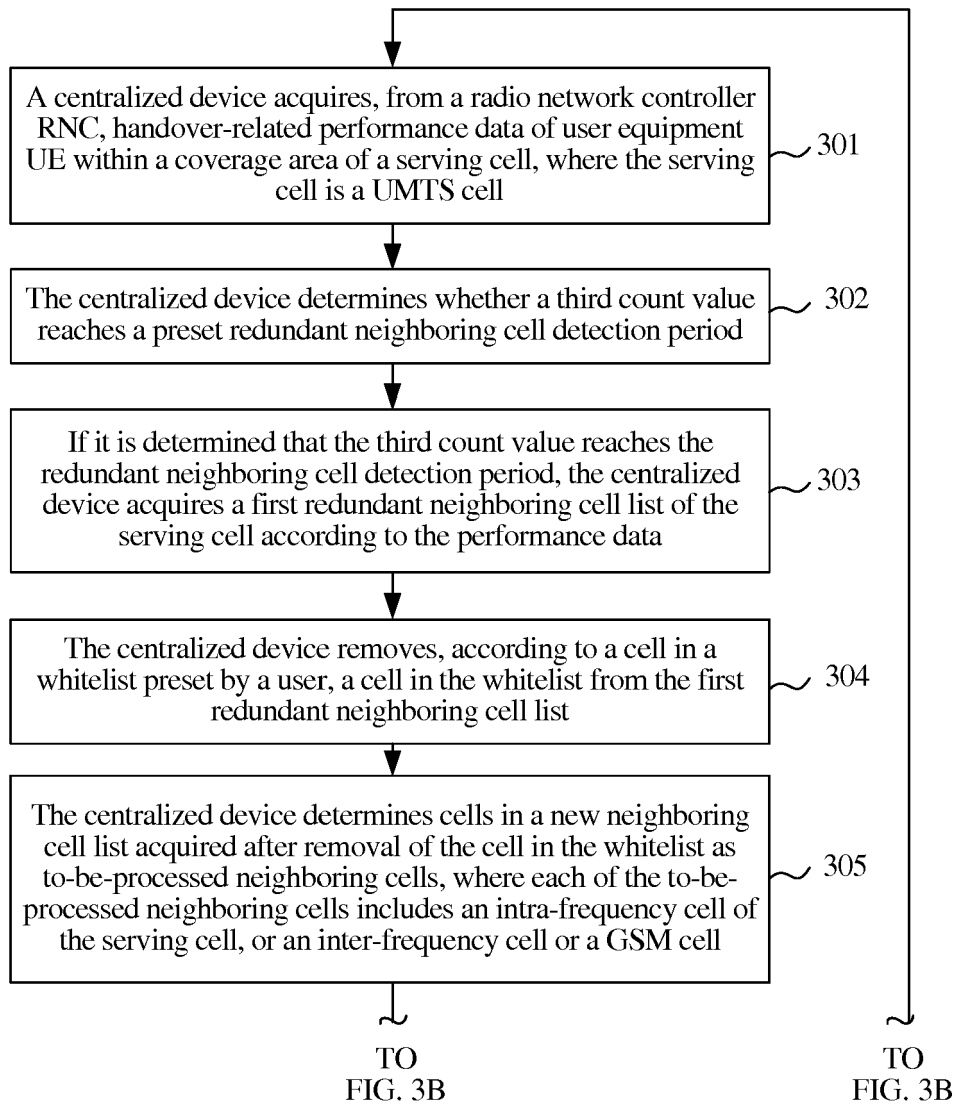 A centralized device acquires, from a radio network controller
RNC, handover-related performance data of user equipment
UE within a coverage area of a serving cell, where the serving
cell is a UMTS cell
301
The centralized device determines whether a third count value
reaches a preset redundant neighboring cell detection period
302
If it is determined that the third count value reaches the
redundant neighboring cell detection period, the centralized
device acquires a first redundant neighboring cell list of the
serving cell according to the performance data
303
The centralized device removes, according to a cell in a
whitelist preset by a user, a cell in the whitelist from the first
redundant neighboring cell list
304
The centralized device determines cells in a new neighboring
cell list acquired after removal of the cell in the whitelist as
to-be-processed neighboring cells, where each of the to-be-
processed neighboring cells includes an intra-frequency cell of
the serving cell, or an inter-frequency cell or a GSM cell
305
TO
FIG. 3B
TO
FIG. 3B